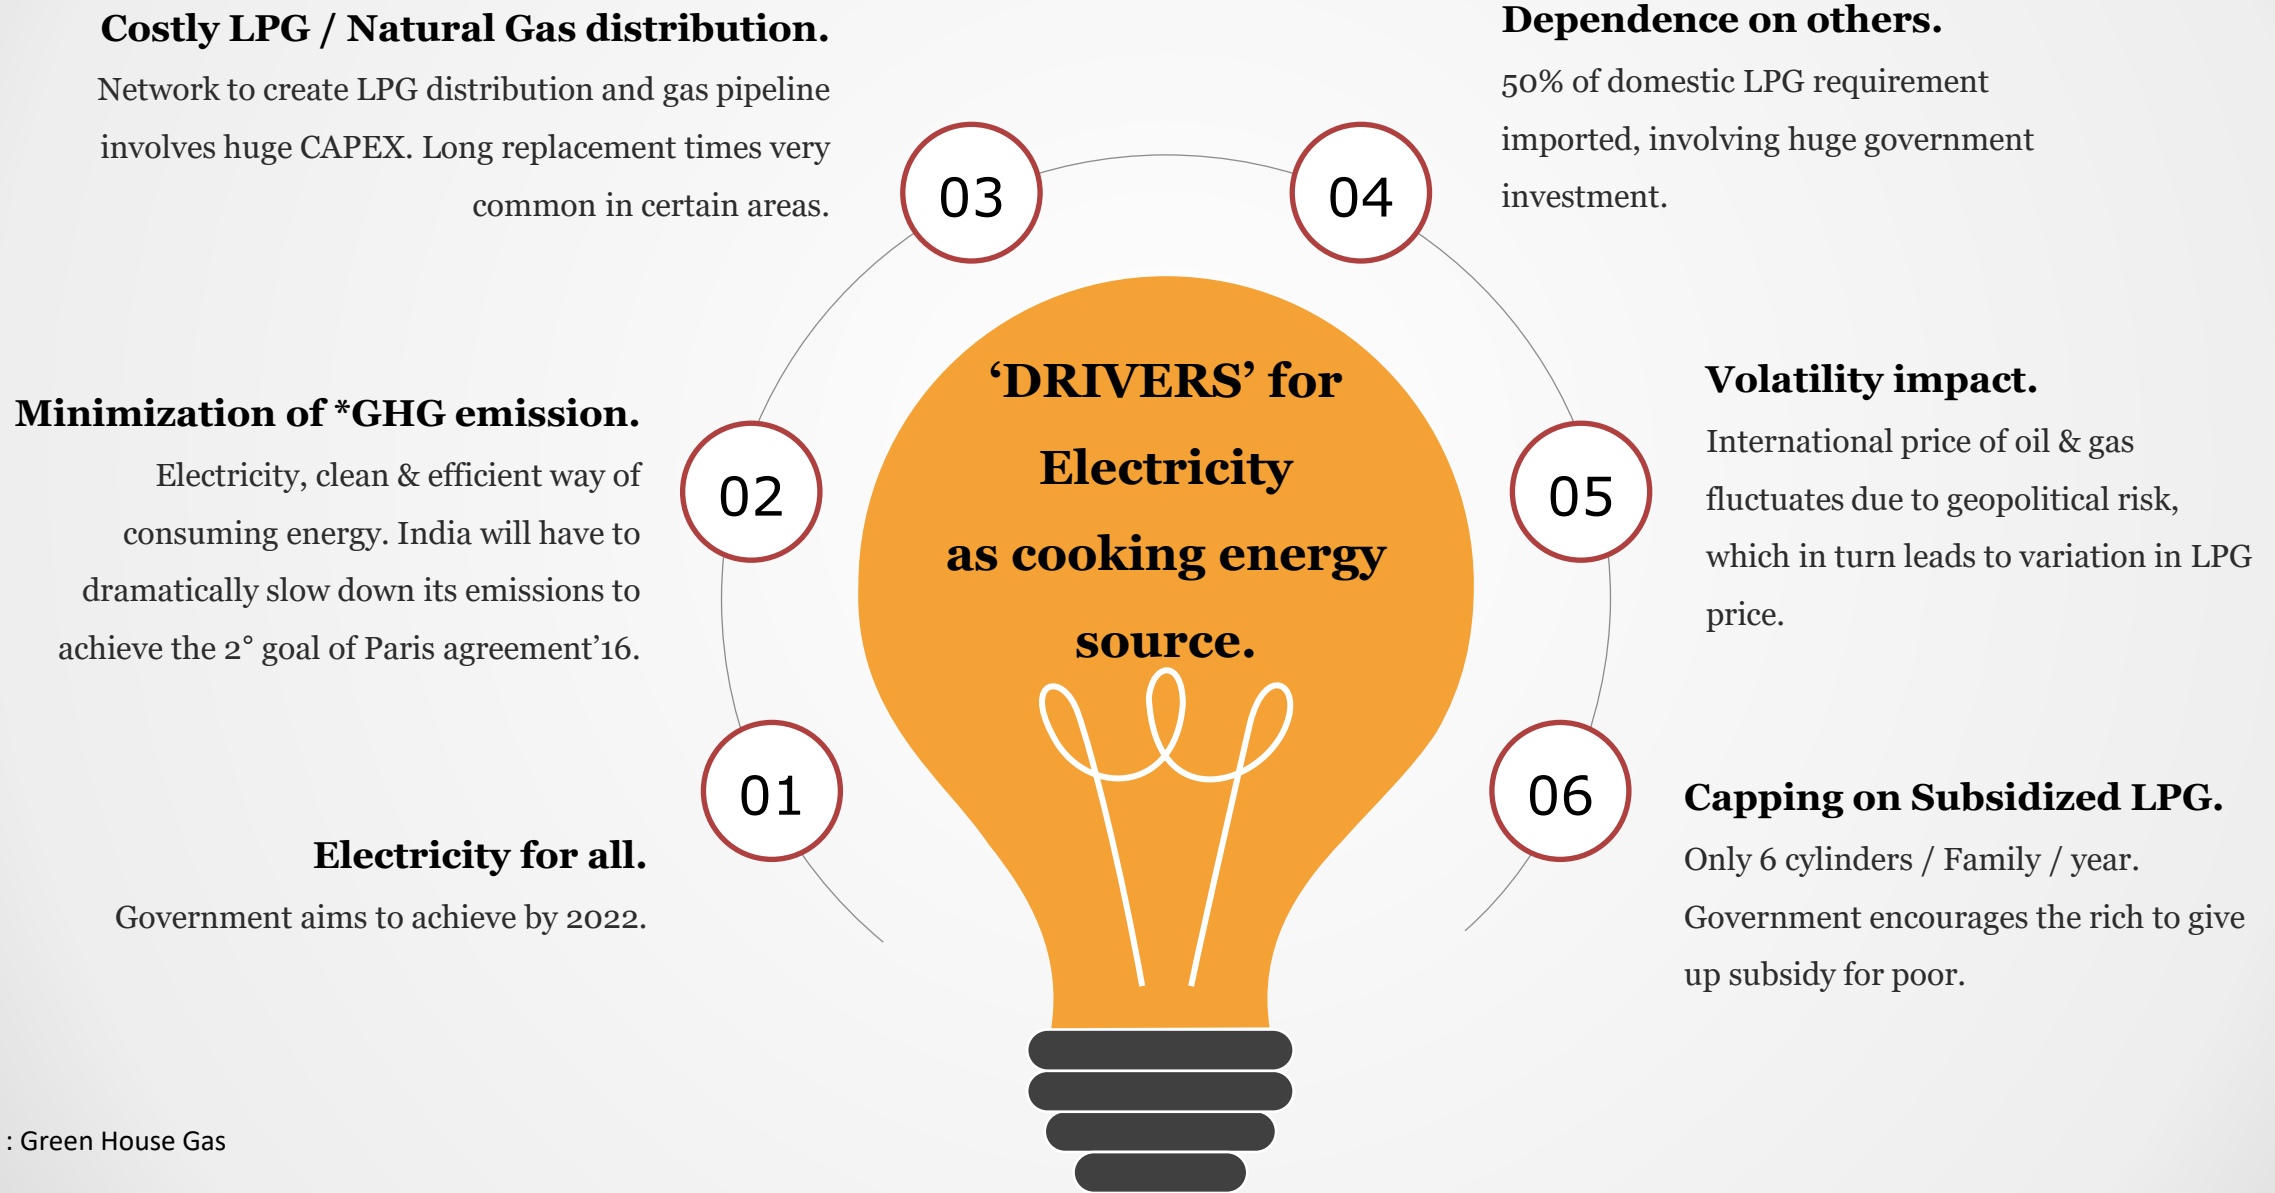 Costly LPG / Natural Gas distribution.
Network to create LPG distribution and gas pipeline
involves huge CAPEX. Long replacement times very
common in certain areas.
03
Dependence on others.
50% of domestic LPG requirement
imported, involving huge government
investment.
04
Minimization of *GHG emission.
Electricity, clean & efficient way of
consuming energy. India will have to
dramatically slow down its emissions to
achieve the 2° goal of Paris agreement’16.
02
‘DRIVERS’ for
Electricity
as cooking energy
source.
05
Volatility impact.
International price of oil & gas
fluctuates due to geopolitical risk,
which in turn leads to variation in LPG
price.
01
Electricity for all.
Government aims to achieve by 2022.
06
Capping on Subsidized LPG.
Only 6 cylinders / Family / year.
Government encourages the rich to give
up subsidy for poor.
: Green House Gas